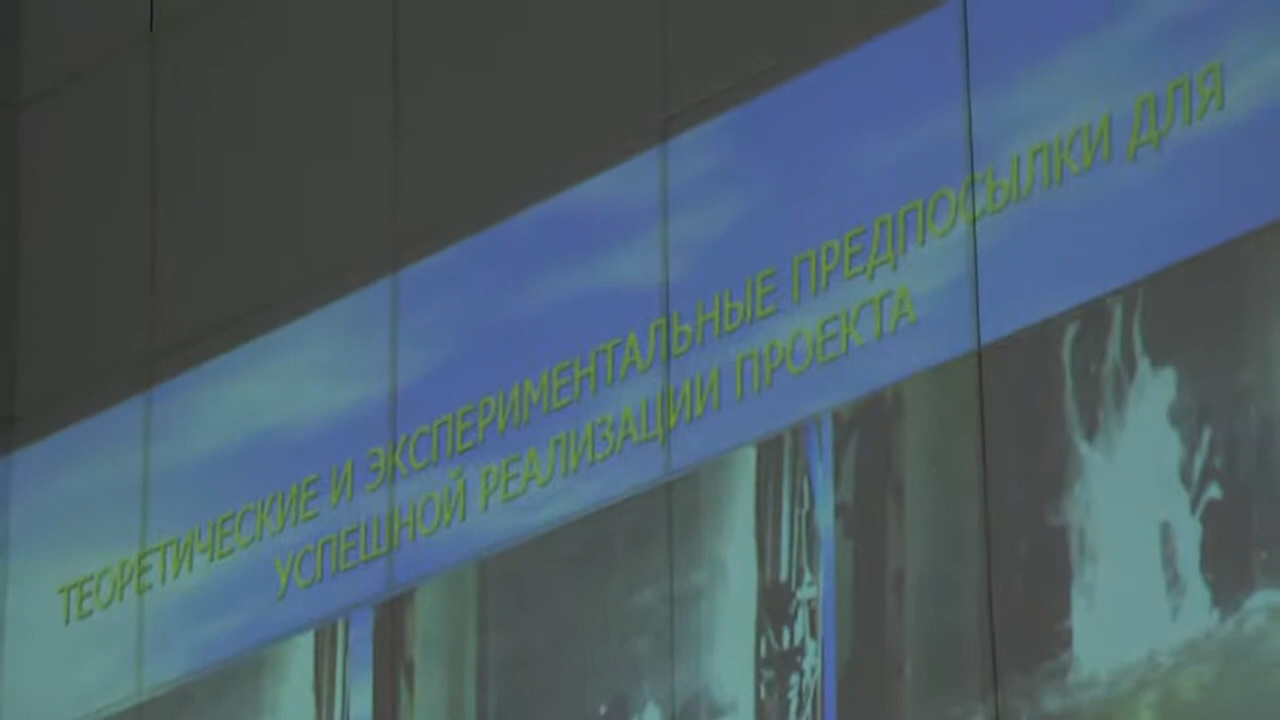 ТЕОРЕТИЧЕСКИЕ И ЭКСПЕРИМЕНТАЛЬНЫЕ ПРЕДПОСЫЛКИ ДЛЯ
УСПЕШНОЙ РЕАЛИЗАЦИИ ПРОЕКТА